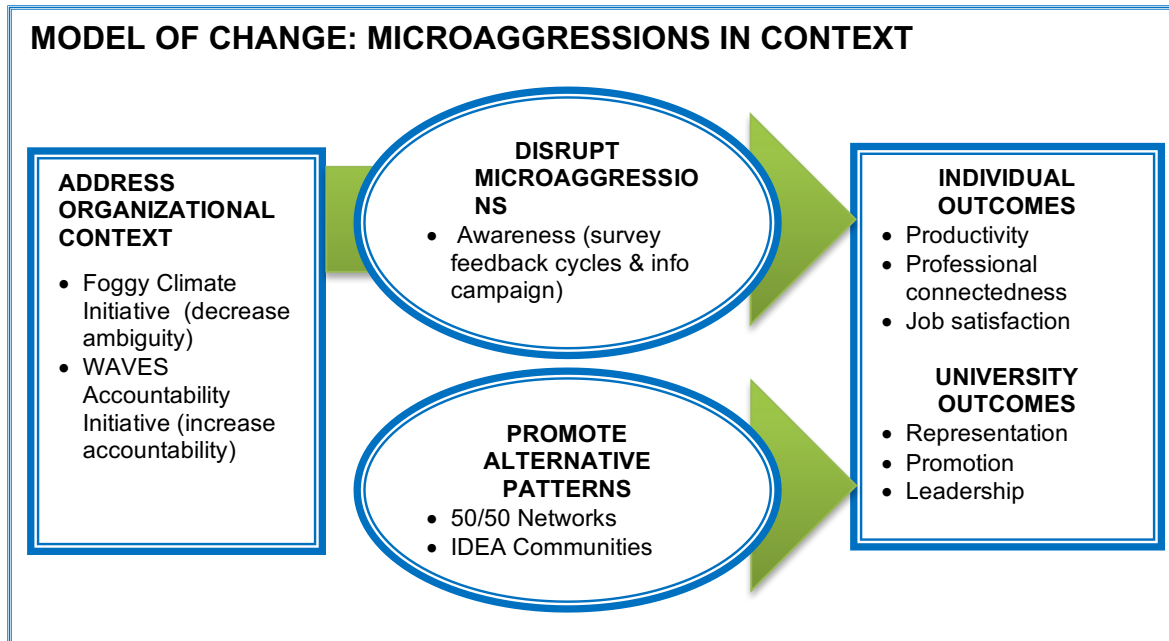 MODEL OF CHANGE: MICROAGGRESSIONS IN CONTEXT
ADDRESS
ORGANIZATIONAL
CONTEXT
• Foggy Climate
Initiative (decrease
ambiguity)
• WAVES
Accountability
Initiative (increase
accountability)
DISRUPT
MICROAGGRESSIO
NS
• Awareness (survey
feedback cycles & info
campaign)
PROMOTE
ALTERNATIVE
PATTERNS
• 50/50 Networks
• IDEA Communities
INDIVIDUAL
OUTCOMES
• Productivity
• Professional
connectedness
• Job satisfaction
UNIVERSITY
OUTCOMES
• Representation
• Promotion
• Leadership